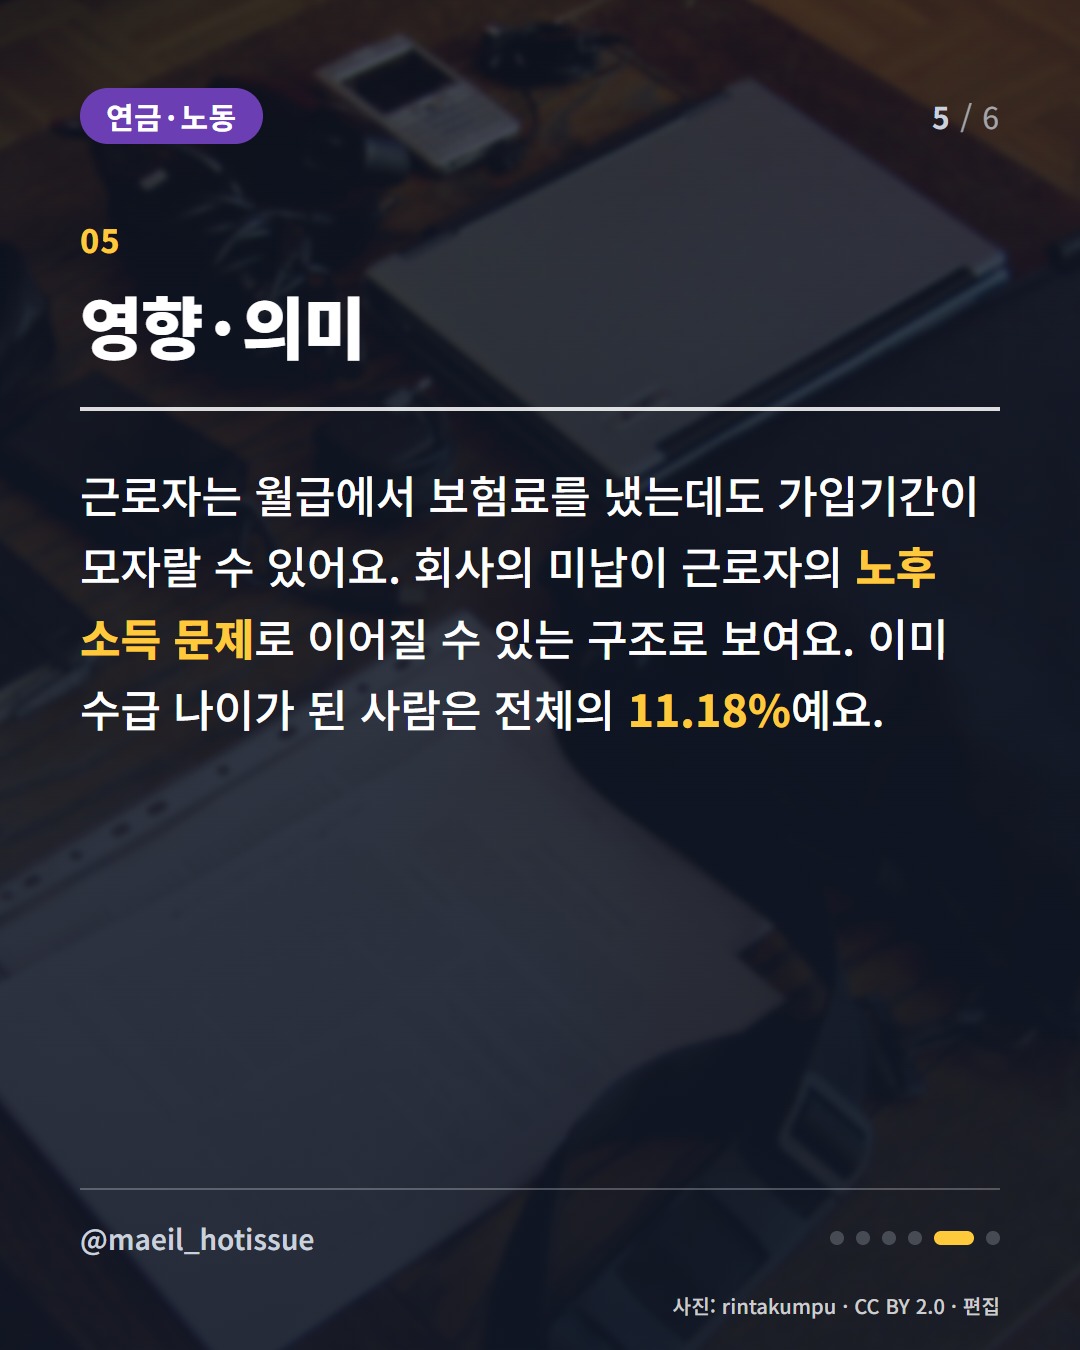 연금·노동
5 / 6
05
영향·의미
근로자는 월급에서 보험료를 냈는데도 가입기간이
모자랄 수 있어요. 회사의 미납이 근로자의 노후
소득 문제로 이어질 수 있는 구조로 보여요. 이미
수급 나이가 된 사람은 전체의 11.18%예요.
@maeil_hotissue
사진: rintakumpu · CC BY 2.0 · 편집